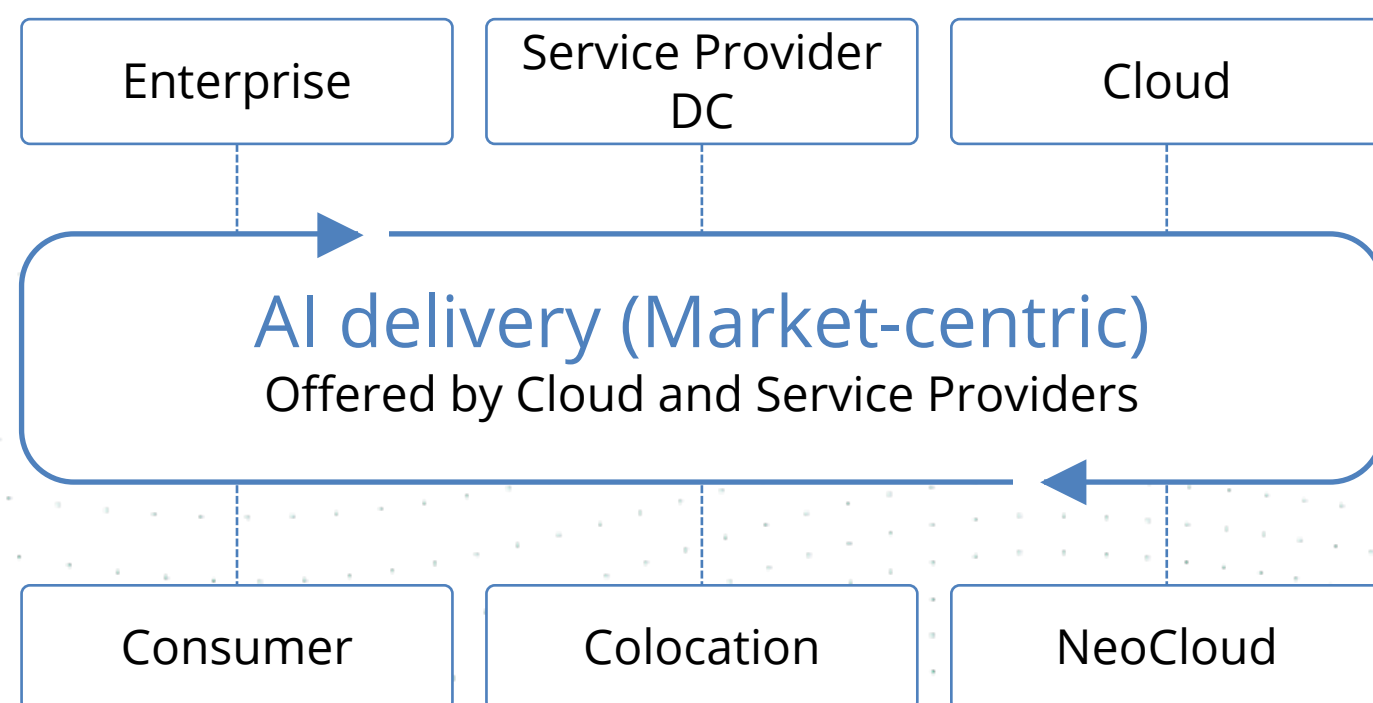 Enterprise
Service Provider
DC
Cloud
AI delivery (Market-centric)
Offered by Cloud and Service Providers
Consumer
Colocation
NeoCloud